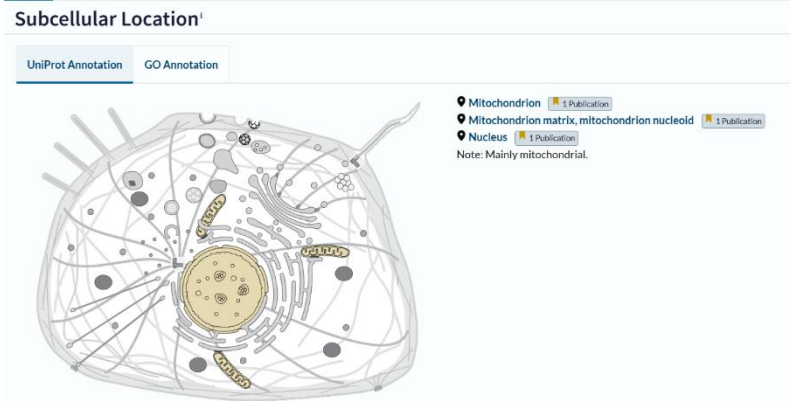 Subcellular Locationⁱ
UniProt Annotation GO Annotation
Mitochondrion 1 Publication
Mitochondrion matrix, mitochondrion nucleoid 1 Publication
Nucleus 1 Publication
Note: Mainly mitochondrial.